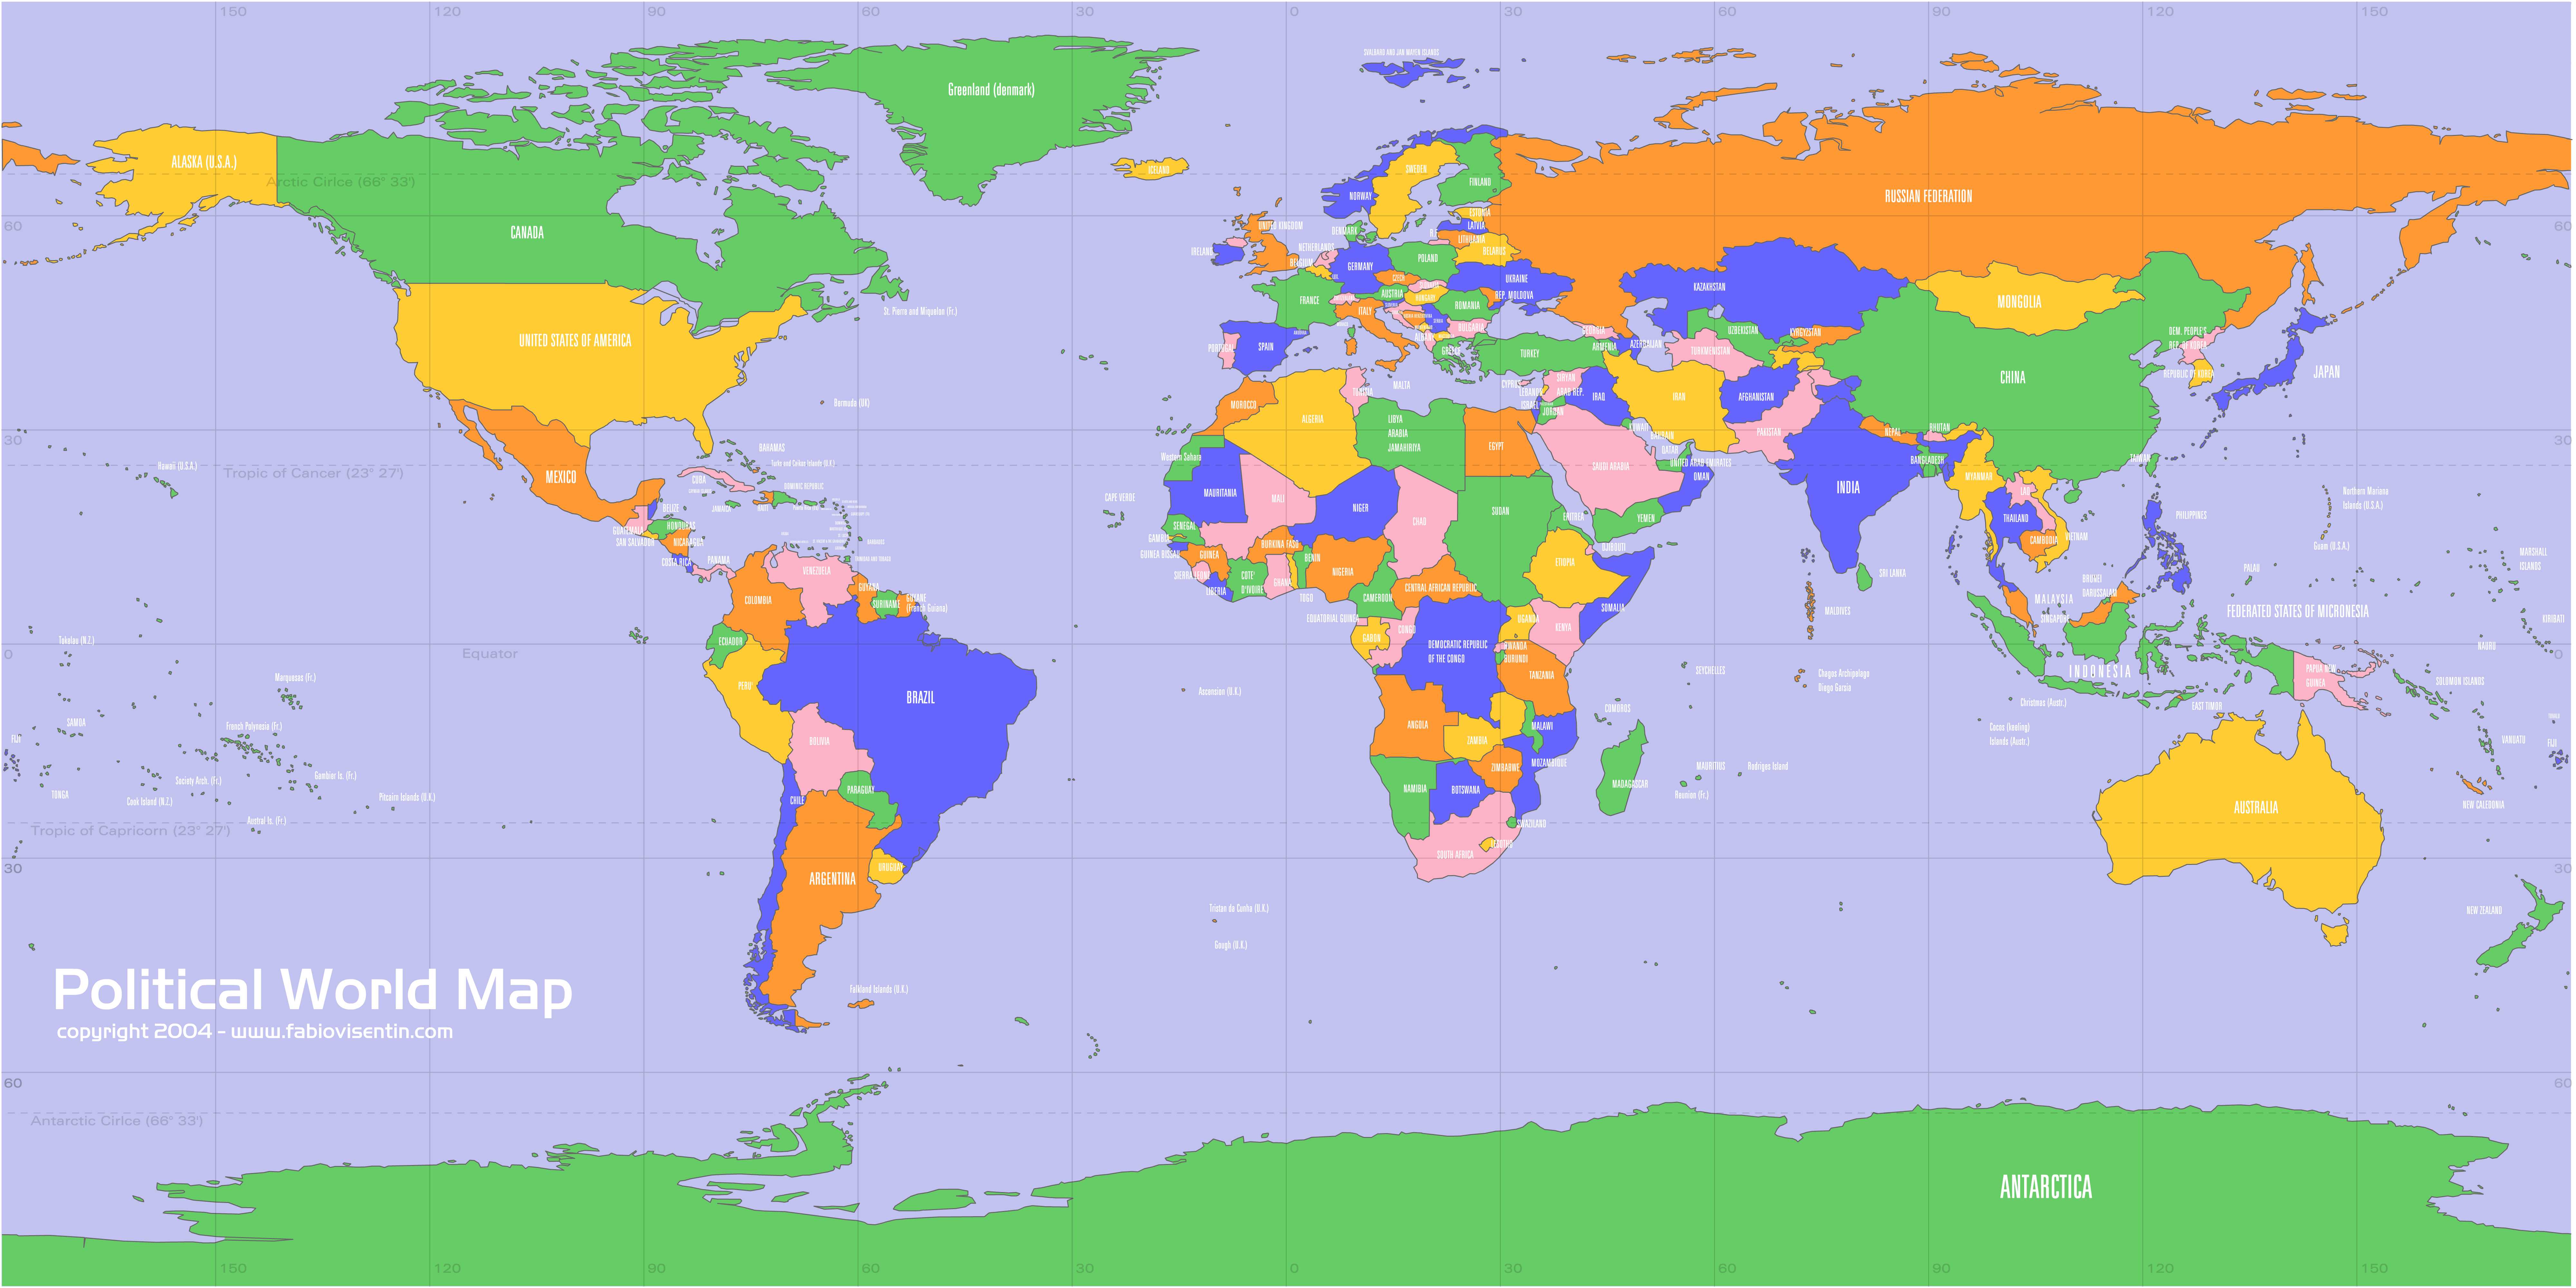 150
120
90
60
30
0
30
60
90
120
150
SVALBARD AND JAN MAYEN ISLANDS
Greenland (denmark)
ALASKA (U.S.A.)
Arctic Cirlce (66° 33')
ICELAND
SWEDEN
FINLAND
NORWAY
RUSSIAN FEDERATION
60
60
CANADA
UNITED KINGDOM
DENMARK
ESTONIA
LATVIA
LITHUANIA
R.F.
BELARUS
IRELAND
NETHERLANDS
BELGIUM
GERMANY
POLAND
LUX.
CZECH
UKRAINE
KAZAKHSTAN
MONGOLIA
FRANCE
AUSTRIA
ROMANIA
REP. MOLDOVA
ITALY
BULGARIA
St. Pierre and Miquelon (Fr.)
UNITED STATES OF AMERICA
PORTUGAL
SPAIN
GREECE
TURKEY
GEORGIA
ARMENIA
AZERBAIJAN
UZBEKISTAN
KYRGYZSTAN
TURKMENISTAN
DEM. PEOPLE'S
REP. OF KOREA
REPUBLIC OF KOREA
JAPAN
CHINA
MALTA
TUNISIA
CYPRUS
LEBANON
SIRYAN
ARAB REP.
ISRAEL
JORDAN
IRAQ
IRAN
AFGHANISTAN
Bermuda (UK)
MOROCCO
ALGERIA
LIBYA
ARABIA
JAMAHIRIYA
EGYPT
KUWAIT
BAHRAIN
QATAR
UNITED ARAB EMIRATES
SAUDI ARABIA
OMAN
YEMEN
PAKISTAN
NEPAL
BHUTAN
BANGLADESH
INDIA
MYANMAR
TAIWAN
30
30
Hawaii (U.S.A.)
Tropic of Cancer (23° 27')
MEXICO
BAHAMAS
Turks and Caicos Islands (U.K.)
CUBA
DOMINIC REPUBLIC
JAMAICA
HAITI
BELIZE
GUATEMALA
HONDURAS
SAN SALVADOR
NICARAGUA
COSTA RICA
PANAMA
BARBADOS
TRINIDAD AND TOBAGO
CAPE VERDE
Western Sahara
MAURITANIA
MALI
NIGER
CHAD
SUDAN
ERITREA
DJIBOUTI
SENEGAL
GAMBIA
GUINEA BISSAU
GUINEA
SIERRA LEONE
LIBERIA
COTE'
D'IVOIRE
BURKINA FASO
GHANA
TOGO
BENIN
NIGERIA
CAMEROON
CENTRAL AFRICAN REPUBLIC
ETIOPIA
SOMALIA
LAO
THAILAND
CAMBODIA
VIETNAM
PHILIPPINES
Northern Mariana
Islands (U.S.A.)
Guam (U.S.A.)
MARSHALL
ISLANDS
PALAU
SRI LANKA
MALDIVES
BRUNEI
DARUSSALAM
MALAYSIA
SINGAPORE
FEDERATED STATES OF MICRONESIA
KIRIBATI
NAURU
VENEZUELA
COLOMBIA
GUYANA
SURINAME
GUYANE
(French Guiana)
ECUADOR
PERU'
BRAZIL
EQUATORIAL GUINEA
GABON
CONGO
DEMOCRATIC REPUBLIC
OF THE CONGO
UGANDA
KENYA
RWANDA
BURUNDI
TANZANIA
SEYCHELLES
Tokelau (N.Z.)
0
Equator
0
Chagos Archipelago
Diego Garsia
INDONESIA
PAPUA NEW
GUINEA
SOLOMON ISLANDS
Christmas (Austr.)
EAST TIMOR
Cocos (keeling)
Islands (Austr.)
Marquesas (Fr.)
SAMOA
French Polynesia (Fr.)
FIJI
Society Arch. (Fr.)
Gambier Is. (Fr.)
TONGA
Cook Island (N.Z.)
Pitcairn Islands (U.K.)
Austral Is. (Fr.)
Ascension (U.K.)
ANGOLA
ZAMBIA
MALAWI
MOZAMBIQUE
COMOROS
ZIMBABWE
NAMIBIA
BOTSWANA
MADAGASCAR
MAURITIUS
Rodrigus Island
Reunion (Fr.)
VANUATU
FIJI
NEW CALEDONIA
AUSTRALIA
BOLIVIA
PARAGUAY
CHILE
Tropic of Capricorn (23° 27')
SWAZILAND
LESOTHO
SOUTH AFRICA
30
30
ARGENTINA
URUGUAY
NEW ZEALAND
Tristan da Cunha (U.K.)
Gough (U.K.)
Falkland Islands (U.K.)
Political World Map
copyright 2004 - www.fabiovisentin.com
60
60
Antarctic Cirlce (66° 33')
ANTARCTICA
150
120
90
60
30
0
30
60
90
120
150